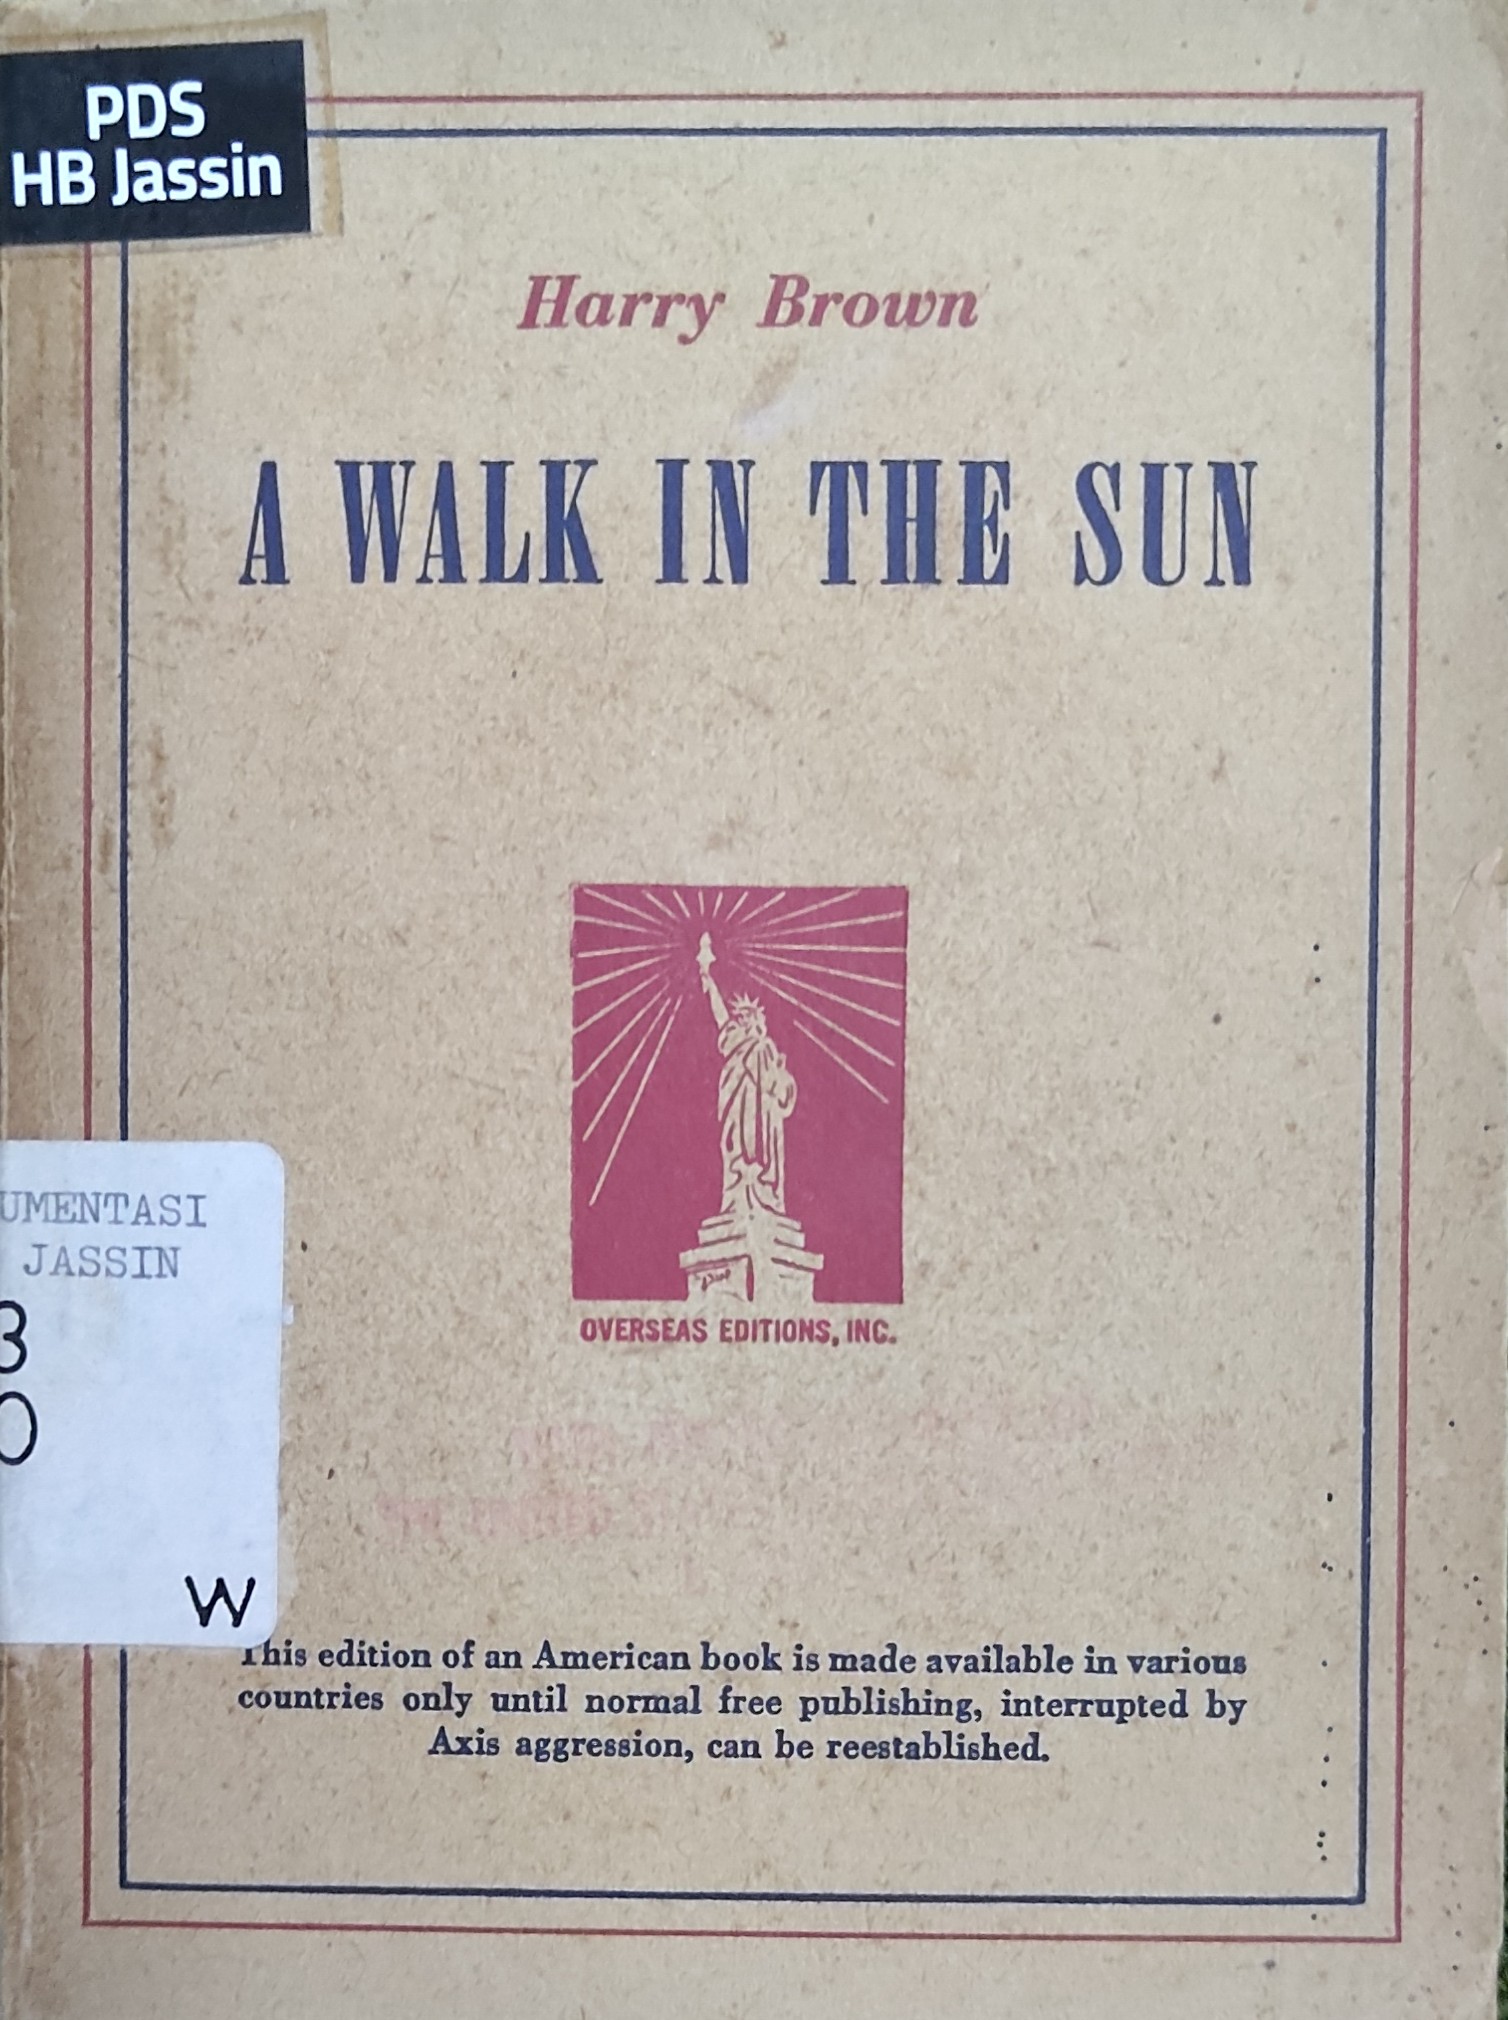 PDS
HB Jassin
Harry Brown
A WALK IN THE SUN
OVERSEAS EDITIONS, INC.
UMENTASI
JASSIN
3
0
W
This edition of an American book is made available in various
countries only until normal free publishing, interrupted by
Axis aggression, can be reestablished.